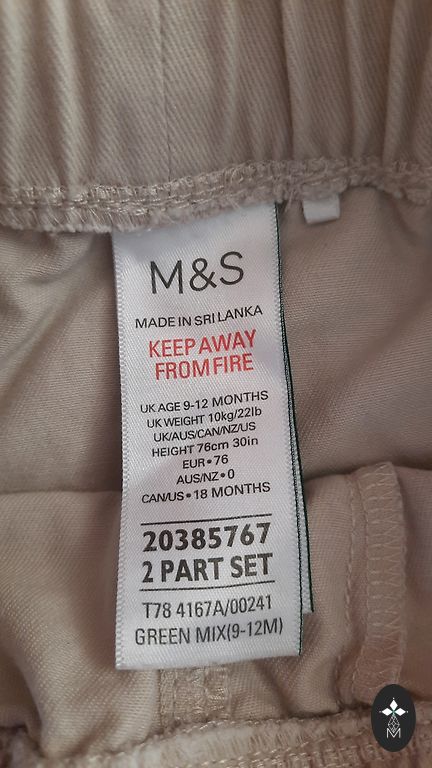 M&S
MADE IN SRI LANKA
KEEP AWAY
FROM FIRE
UK AGE 9-12 MONTHS
UK WEIGHT 10kg/22lb
UK/AUS/CAN/NZ/US
HEIGHT 76cm 30in
EUR•76
AUS/NZ•0
CAN/US•18 MONTHS
20385767
2 PART SET
T78 4167A/00241
GREEN MIX(9-12M)
M